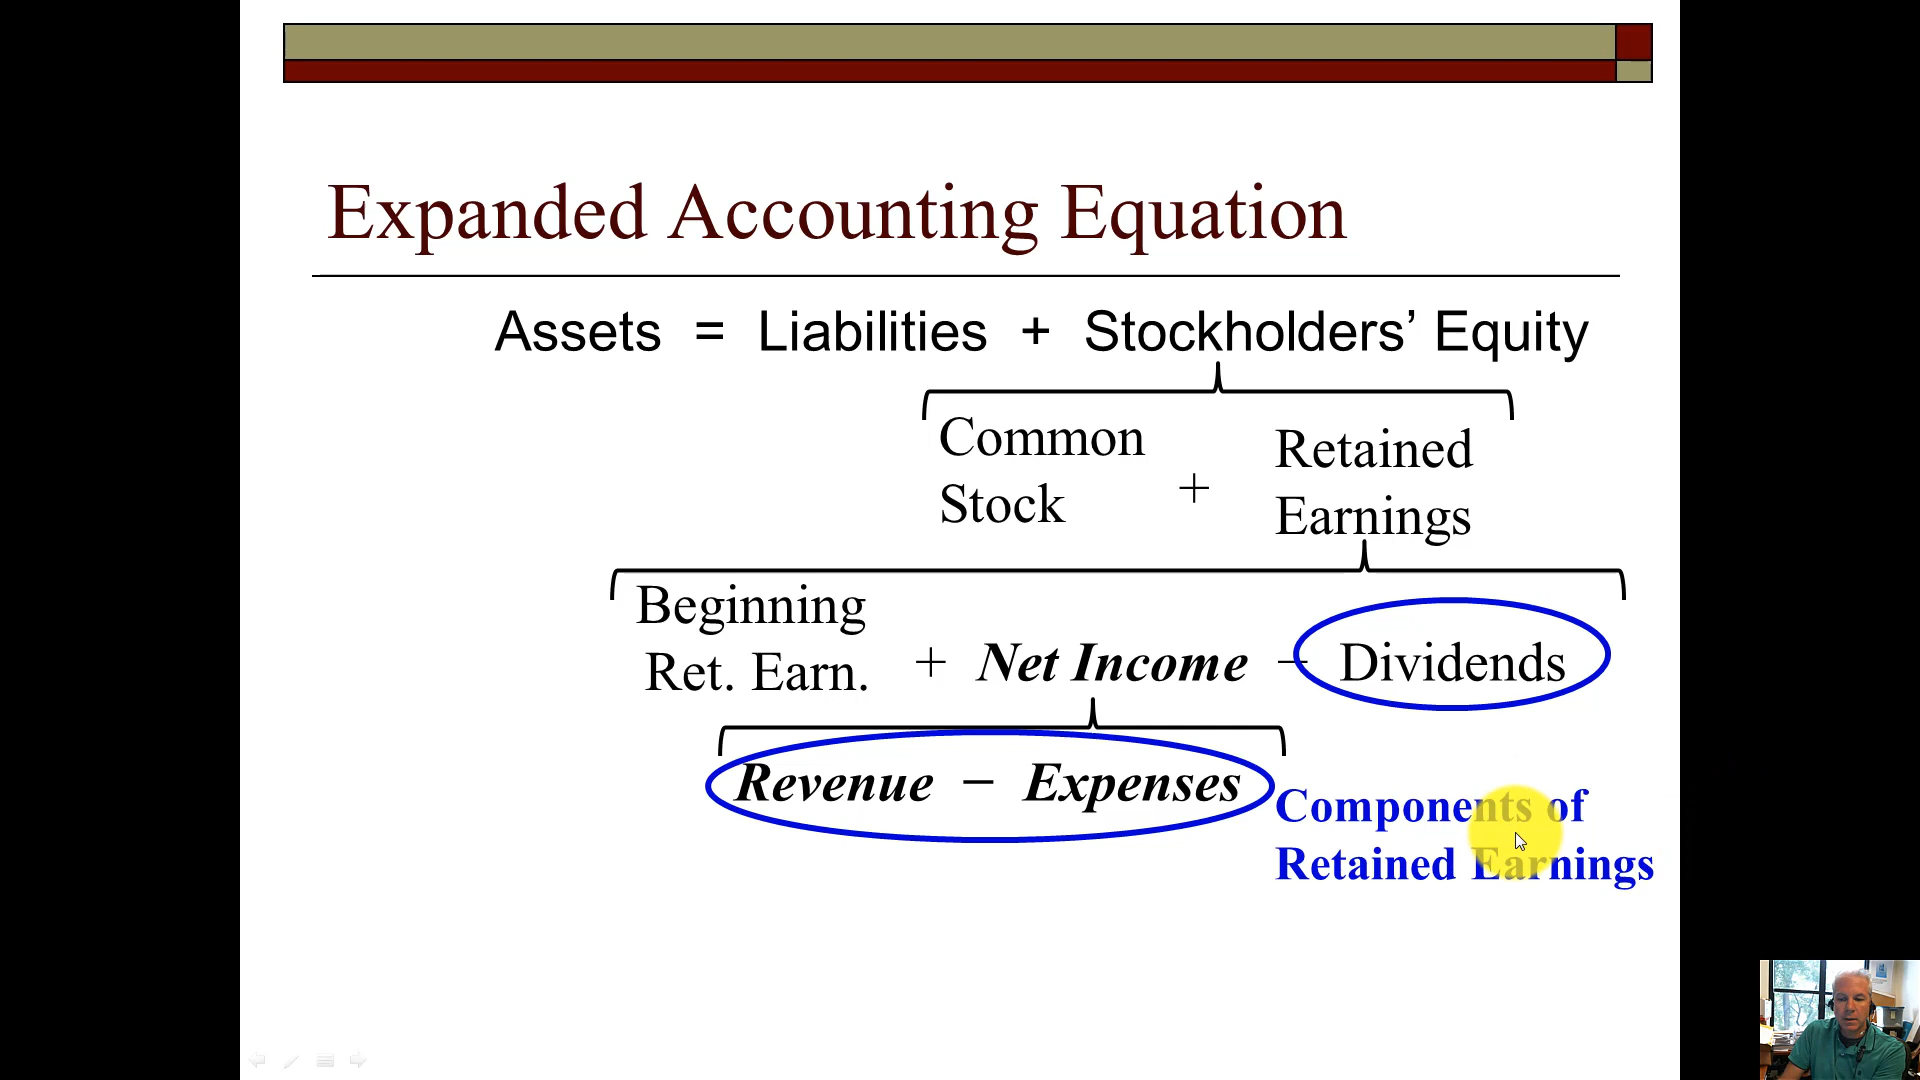 Expanded Accounting Equation
Assets = Liabilities + Stockholders’ Equity
Common Stock + Retained Earnings
Beginning Ret. Earn. + Net Income − Dividends
Revenue − Expenses
Components of
Retained Earnings